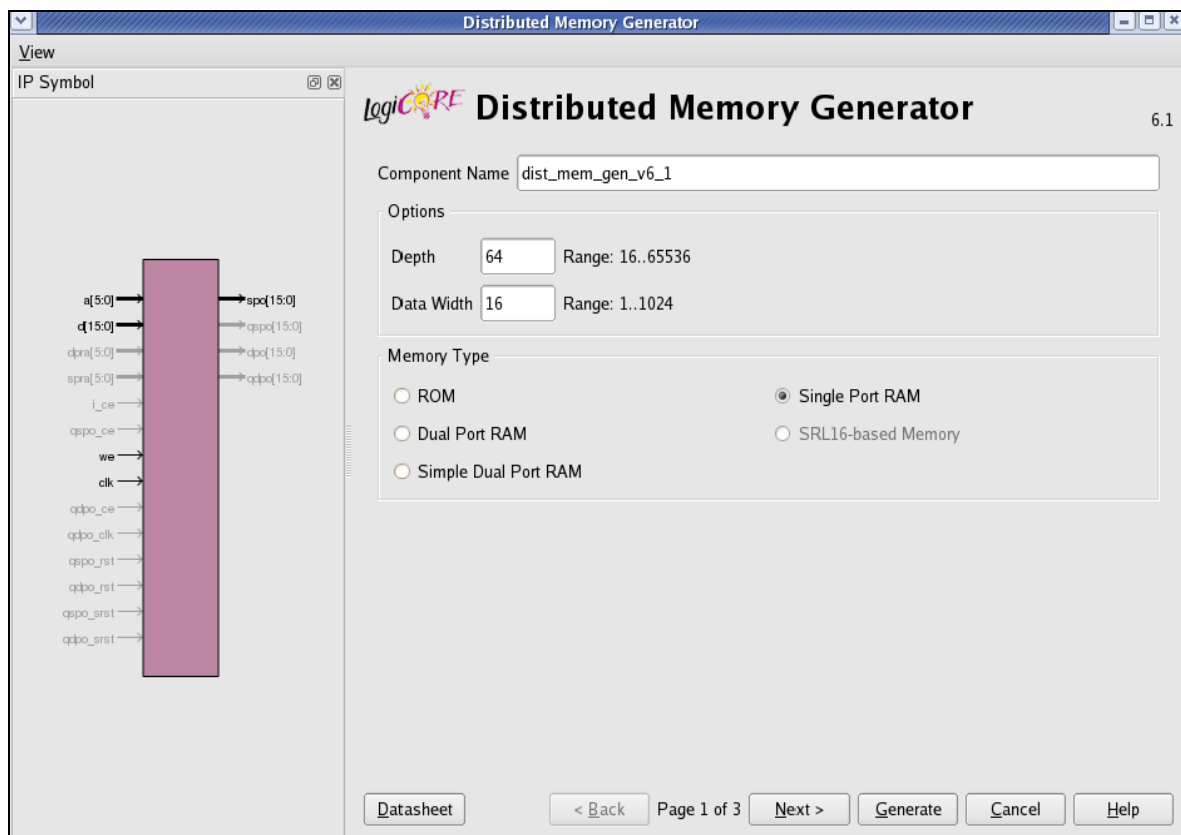 Distributed Memory Generator
View
IP Symbol
a[5:0]
d[15:0]
dpra[5:0]
spra[5:0]
i_ce
qspo_ce
we
clk
qdpo_ce
qdpo_clk
qspo_rst
qdpo_rst
qspo_srst
qdpo_srst
spo[15:0]
qspo[15:0]
dpo[15:0]
qdpo[15:0]
LogiCORE Distributed Memory Generator 6.1
Component Name dist_mem_gen_v6_1
Options
Depth 64 Range: 16..65536
Data Width 16 Range: 1..1024
Memory Type
ROM Single Port RAM
Dual Port RAM SRL16-based Memory
Simple Dual Port RAM
Datasheet < Back Page 1 of 3 Next > Generate Cancel Help